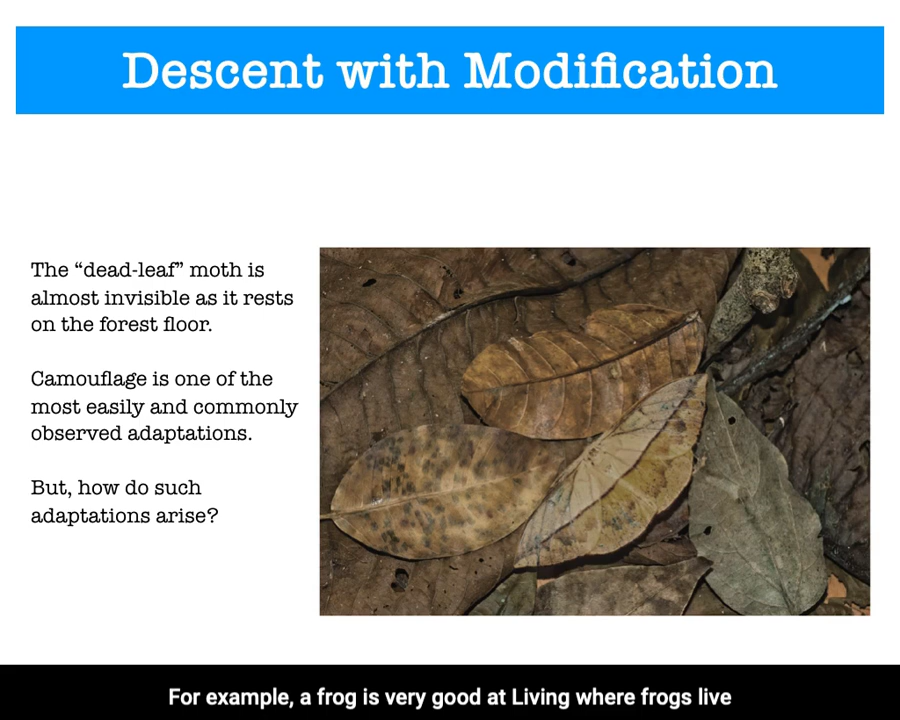 Descent with Modification
The “dead-leaf” moth is
almost invisible as it rests
on the forest floor.
Camouflage is one of the
most easily and commonly
observed adaptations.
But, how do such
adaptations arise?
For example, a frog is very good at Living where frogs live